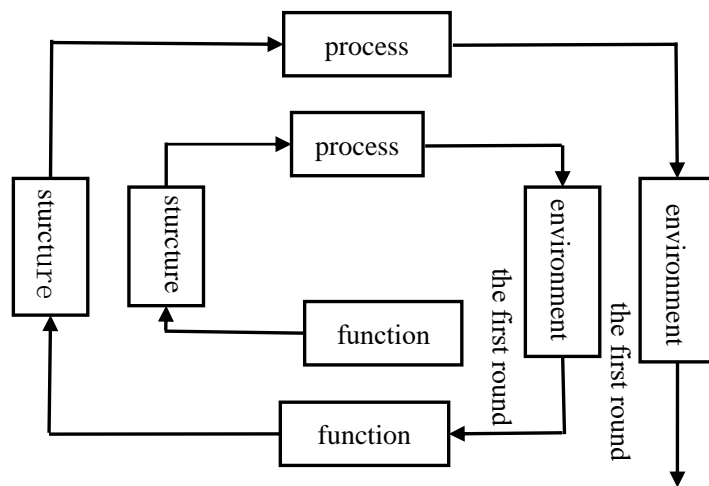 process
process
sturcture
sturcture
environment
environment
the first round
the first round
function
function